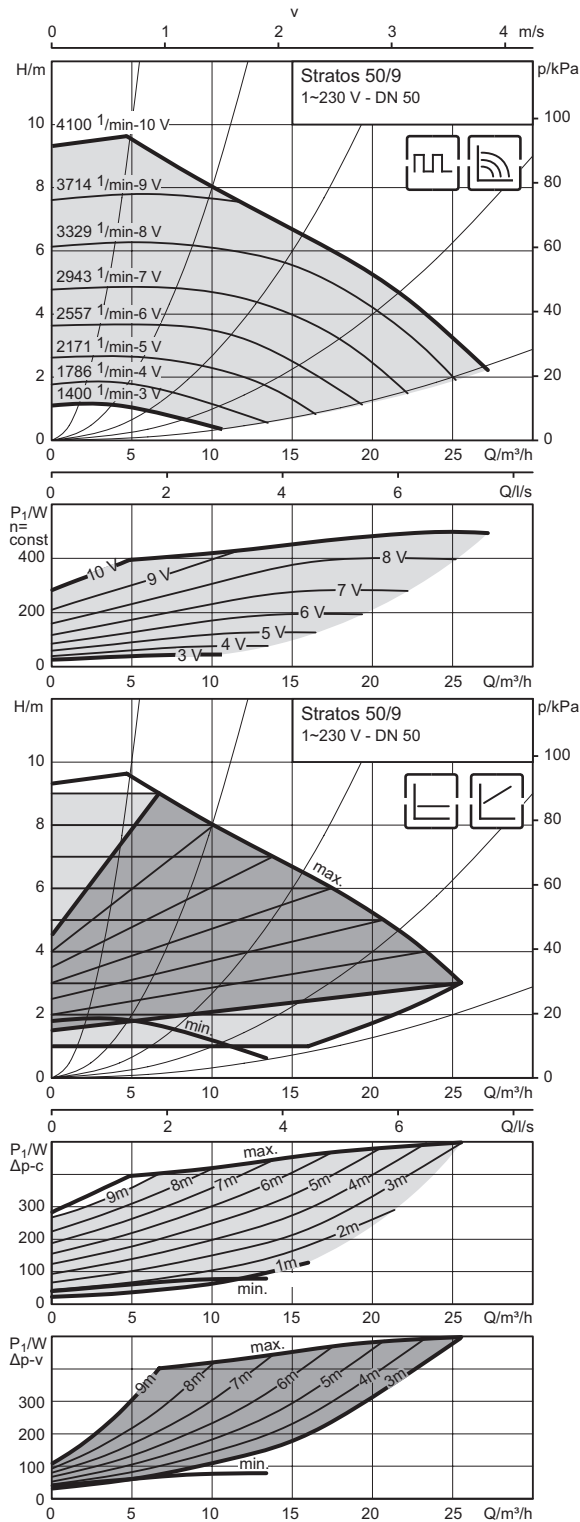 v
0 1 2 3 4 m/s
H/m p/kPa
Stratos 50/9
1~230 V - DN 50
10 100
4100 1/min-10 V
8 80
3714 1/min-9 V
3329 1/min-8 V
6 60
2943 1/min-7 V
4 40
2557 1/min-6 V
2171 1/min-5 V
2 20
1786 1/min-4 V
1400 1/min-3 V
0 0
0 5 10 15 20 25 Q/m³/h
0 2 4 6 Q/l/s
P1/W
n=
const
400
200
0
10 V
9 V
8 V
7 V
6 V
5 V
4 V
3 V
0 5 10 15 20 25 Q/m³/h
H/m p/kPa
Stratos 50/9
1~230 V - DN 50
10 100
8 80
max.
6 60
4 40
2 20
min.
0 0
0 5 10 15 20 25 Q/m³/h
0 2 4 6 Q/l/s
P1/W
Δp-c
max.
300
200
100
0
9m 8m 7m 6m 5m 4m 3m
2m
1m
min.
0 5 10 15 20 25 Q/m³/h
P1/W
Δp-v
max.
300
200
100
0
9m 8m 7m 6m 5m 4m 3m
min.
0 5 10 15 20 25 Q/m³/h